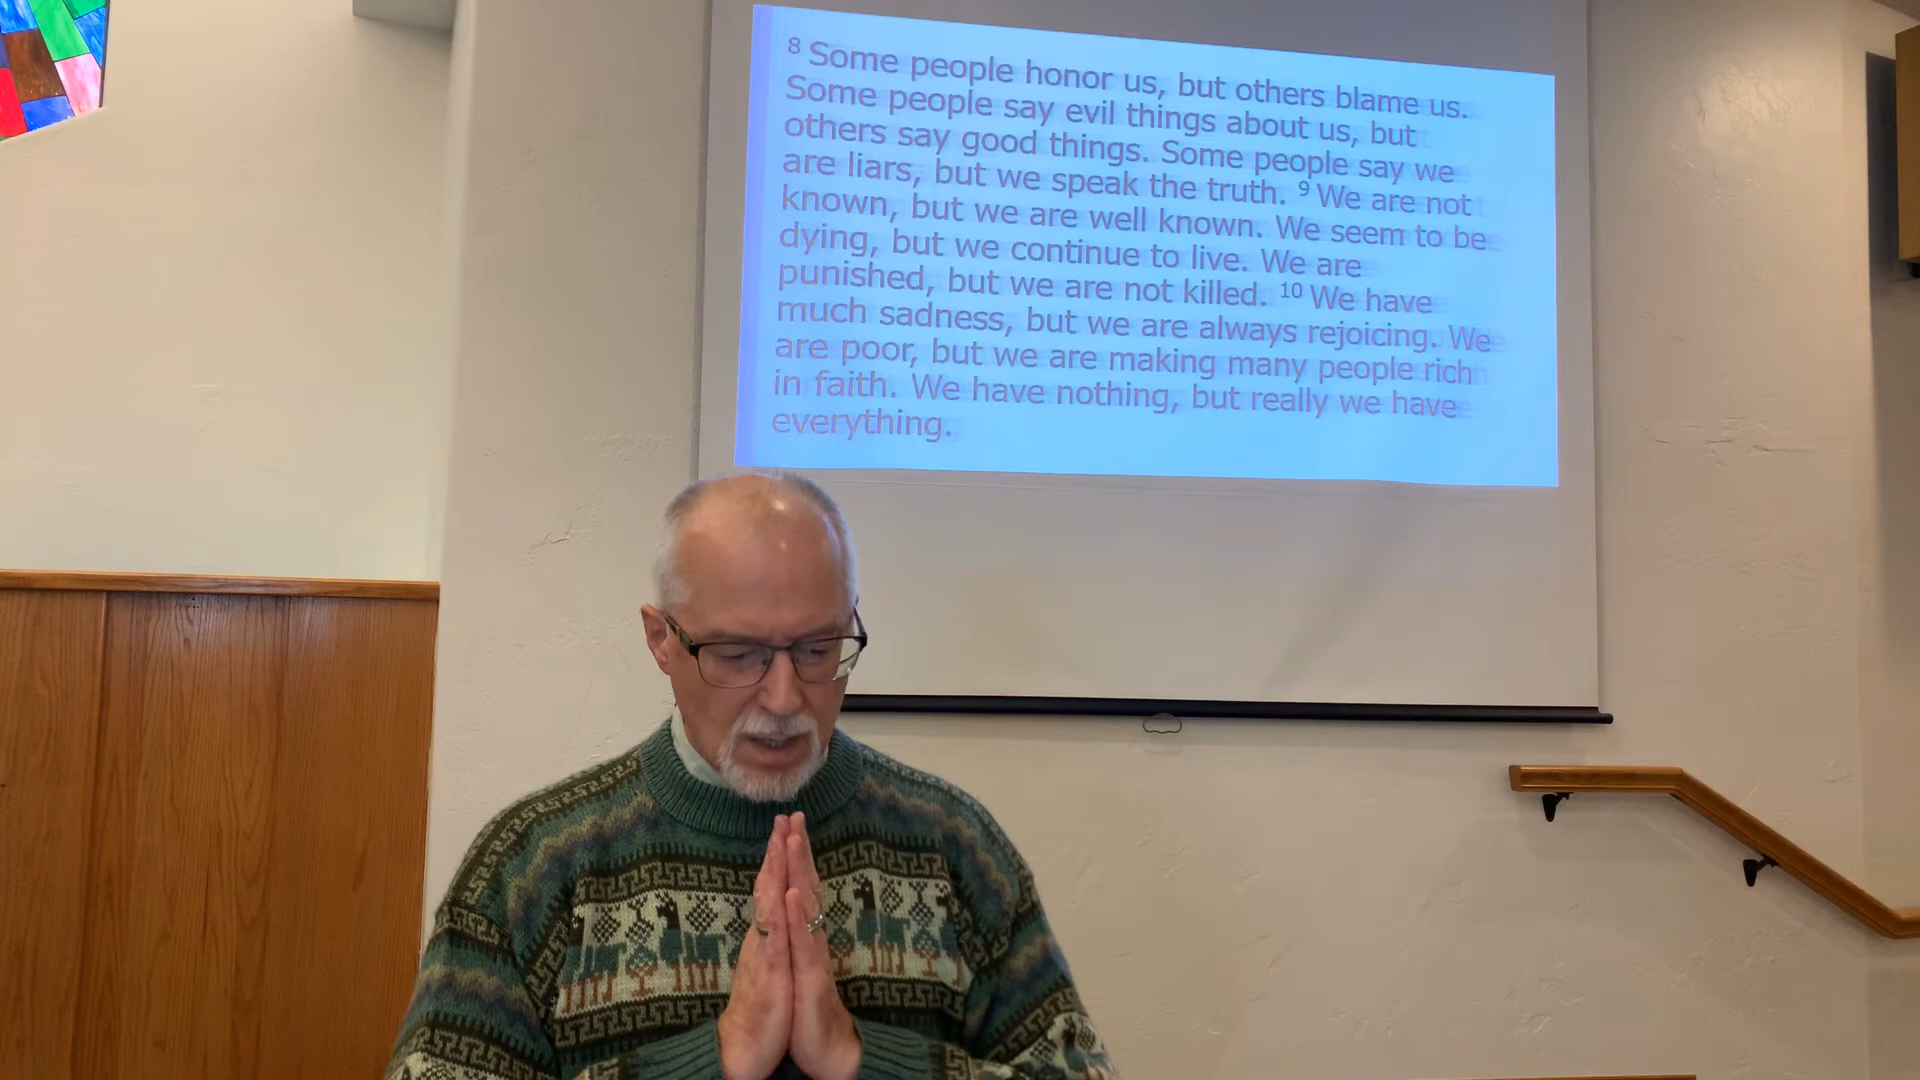 8 Some people honor us, but others blame us.
Some people say evil things about us, but
others say good things. Some people say we
are liars, but we speak the truth. 9 We are not
known, but we are well known. We seem to be
dying, but we continue to live. We are
punished, but we are not killed. 10 We have
much sadness, but we are always rejoicing. We
are poor, but we are making many people rich
in faith. We have nothing, but really we have
everything.